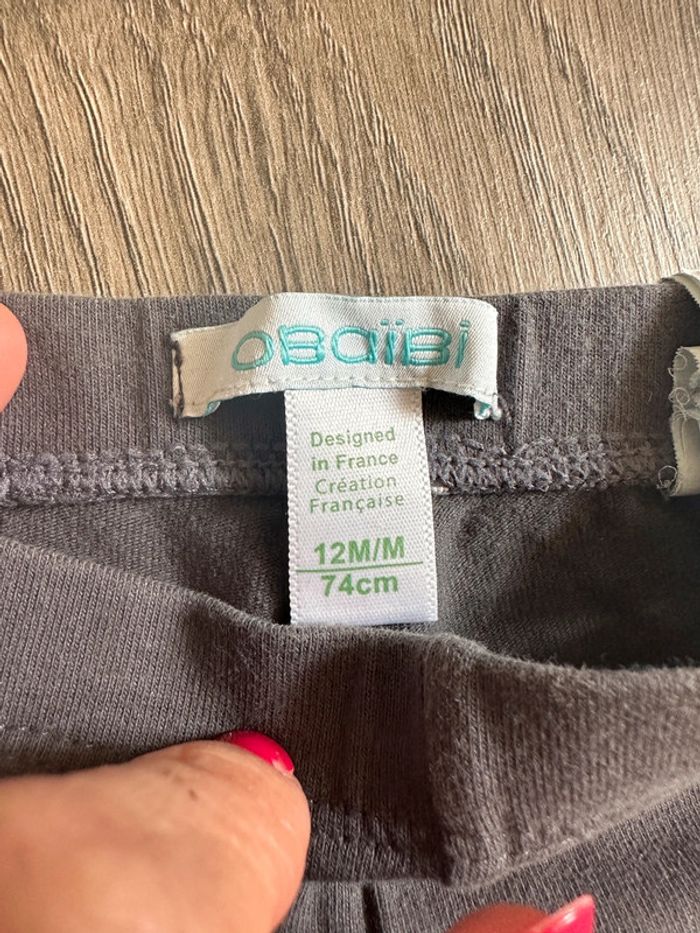 OBaïBi
Designed
in France
Création
Française
12M/M
74cm